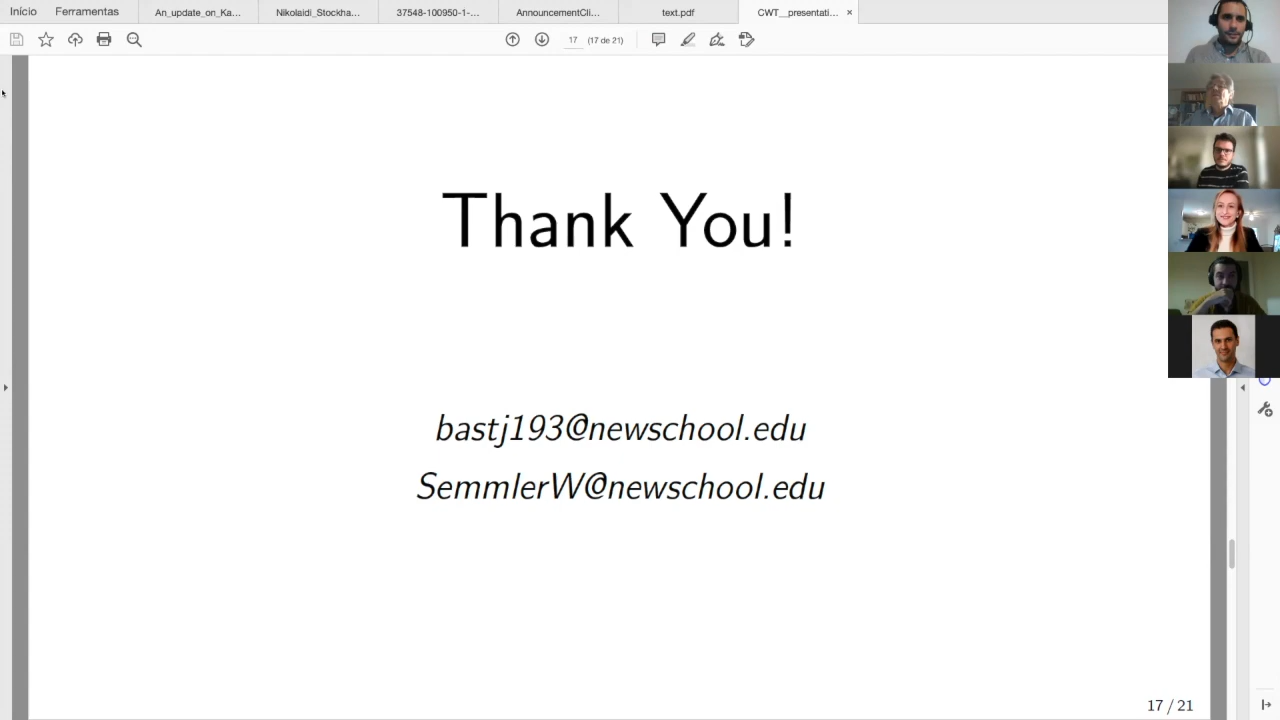 Início Ferramentas An_update_on_Ka... Nikolaidi_Stockha... 37548-100950-1-... AnnouncementCli... text.pdf CWT__presentati... ×
17 (17 de 21)
Thank You!
bastj193@newschool.edu
SemmlerW@newschool.edu
17 / 21